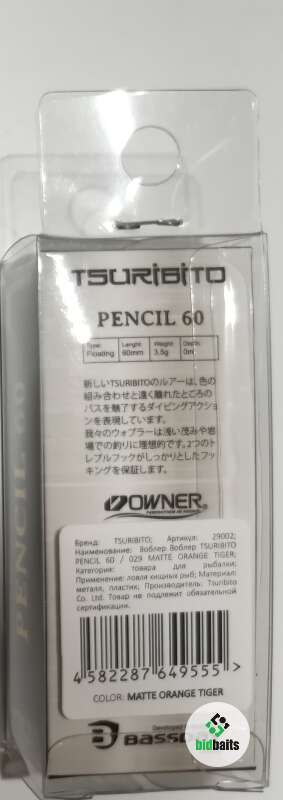 TSURIBITO
PENCIL 60
Type: Lenght: Weight: Depth:
Floating 60mm 3,5g 0m
新しいTSURIBITOのルアーは、色の
組み合わせと遠く離れたところの
バスを魅了するダイビングアクショ
ンを表現しています。
我々のウォブラーは浅い茂みや岩
場での釣りに理想的です。2つのト
レブルフックがしっかりとしたフッ
キングを保証します。
OWNER
Бренд: TSURIBITO; Артикул: 29002;
Наименование: Воблер Воблер TSURIBITO
PENCIL 60 / 029 MATTE ORANGE TIGER;
Категория: товара для рыбалки;
Применение: ловля хищных рыб; Материал:
металл, пластик; Производитель: Tsuribito
Co. Ltd. Товар не подлежит обязательной
сертификации.
4 582287 649555 >
COLOR: MATTE ORANGE TIGER
Developed
BASSDA
bidbaits
PENCIL